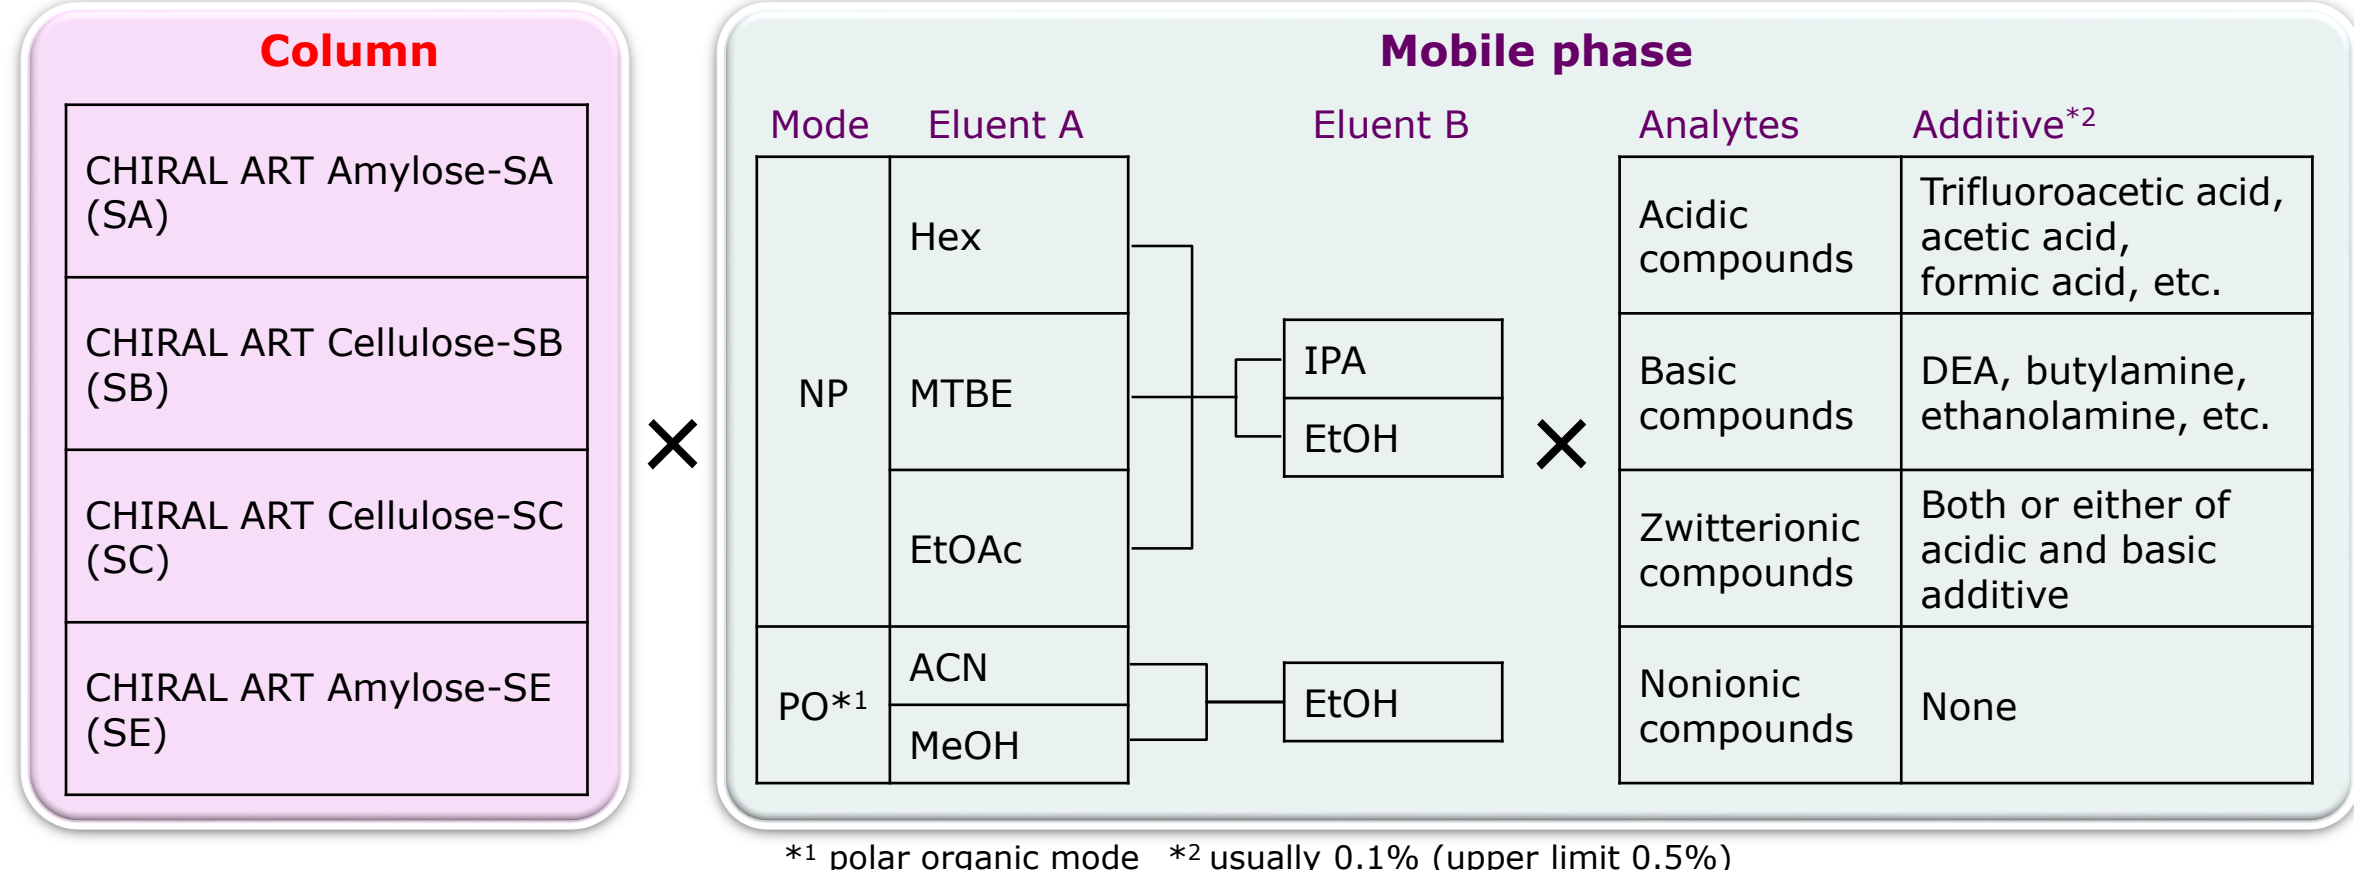 Column
CHIRAL ART Amylose-SA
(SA)
CHIRAL ART Cellulose-SB
(SB)
CHIRAL ART Cellulose-SC
(SC)
CHIRAL ART Amylose-SE
(SE)
×
Mobile phase
Mode
Eluent A
Eluent B
NP
Hex
MTBE
EtOAc
IPA
EtOH
PO*1
ACN
MeOH
EtOH
×
Analytes
Additive*2
Acidic
compounds
Trifluoroacetic acid,
acetic acid,
formic acid, etc.
Basic
compounds
DEA, butylamine,
ethanolamine, etc.
Zwitterionic
compounds
Both or either of
acidic and basic
additive
Nonionic
compounds
None
*1 polar organic mode *2 usually 0.1% (upper limit 0.5%)